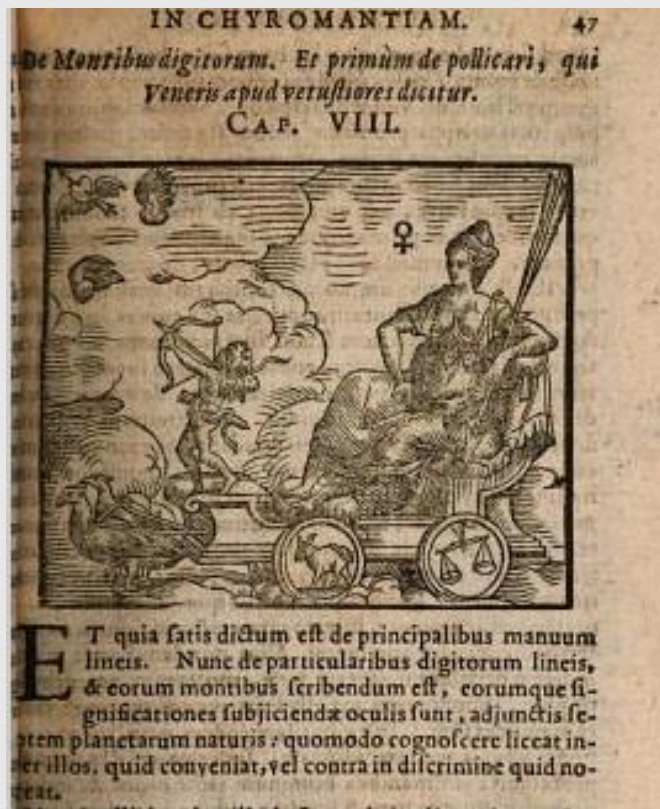 IN CHYROMANTIAM. 47
De Montibus digitorum. Et primùm de pollicari, qui
Veneris apud vetustiores dicitur.
CAP. VIII.
♀
ET quia satis dictum est de principalibus manuum
lineis. Nunc de particularibus digitorum lineis,
& eorum montibus scribendum est, eorumque si-
gnificationes subjiciendæ oculis sunt, adjunctis se-
ptem planetarum naturis: quomodo cognoscere liceat in-
ter illos, quid conveniat, vel contra in discrimine quid no-
ceat.